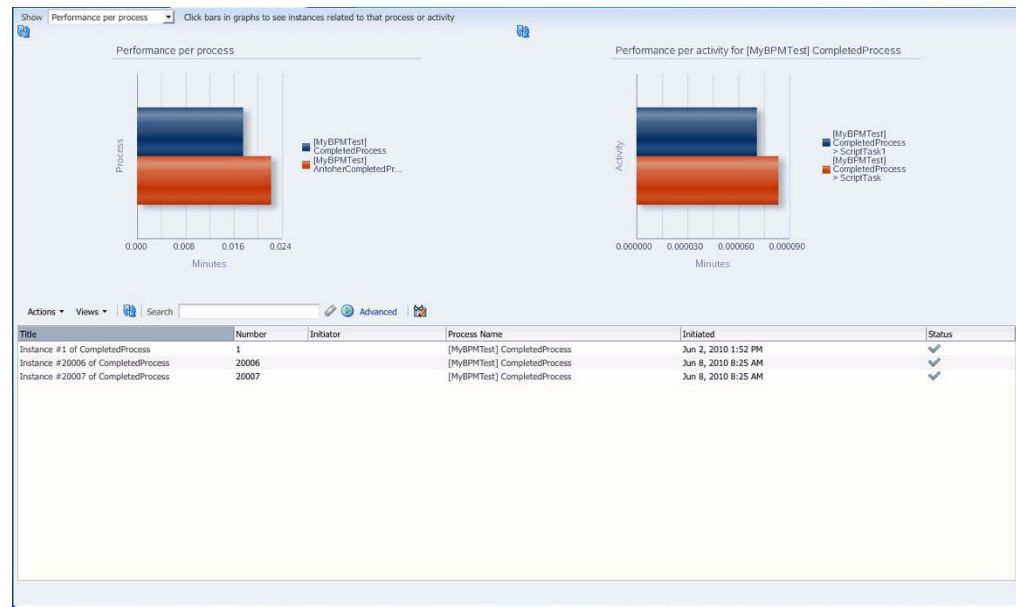 Show Performance per process Click bars in graphs to see instances related to that process or activity
Performance per process
Process
[MyBPMTest]
CompletedProcess
[MyBPMTest]
AntoherCompletedPr...
0.000 0.008 0.016 0.024
Minutes
Performance per activity for [MyBPMTest] CompletedProcess
Activity
[MyBPMTest]
CompletedProcess
> ScriptTask1
[MyBPMTest]
CompletedProcess
> ScriptTask
0.000000 0.000030 0.000060 0.000090
Minutes
Actions Views Search Advanced
Title Number Initiator Process Name Initiated Status
Instance #1 of CompletedProcess 1 [MyBPMTest] CompletedProcess Jun 2, 2010 1:52 PM
Instance #20006 of CompletedProcess 20006 [MyBPMTest] CompletedProcess Jun 8, 2010 8:25 AM
Instance #20007 of CompletedProcess 20007 [MyBPMTest] CompletedProcess Jun 8, 2010 8:25 AM